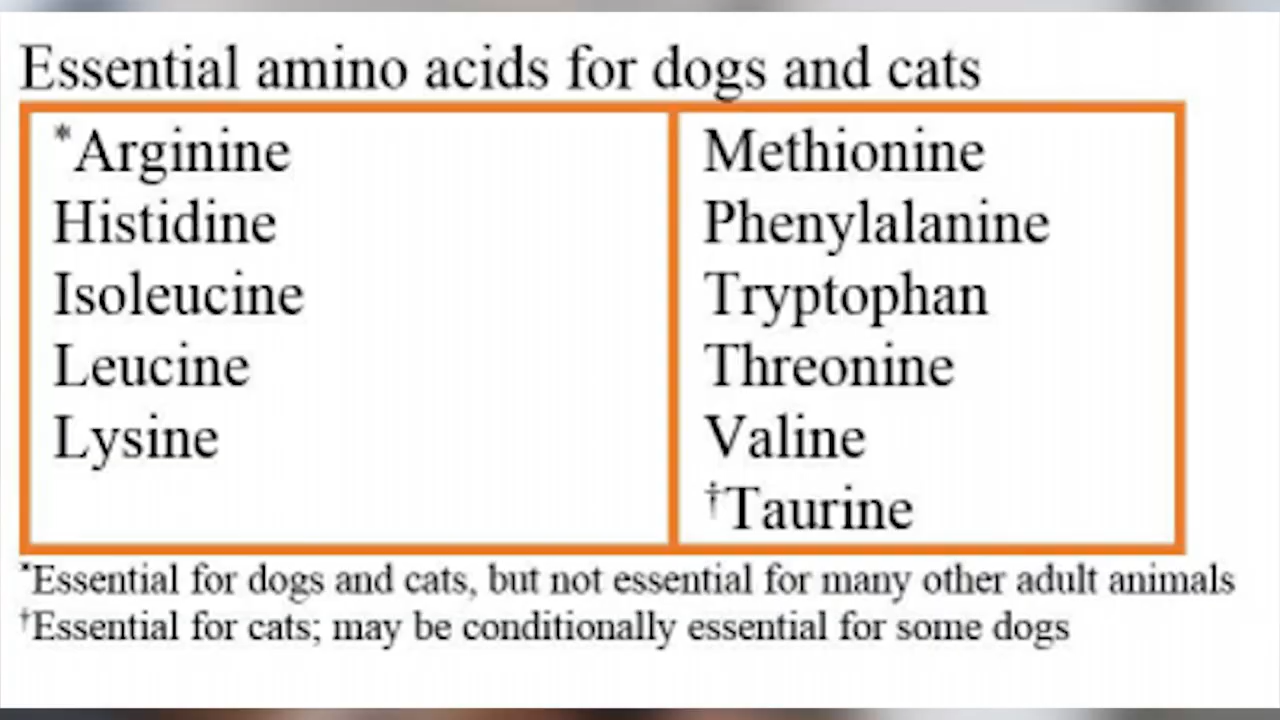 Essential amino acids for dogs and cats
*Arginine
Histidine
Isoleucine
Leucine
Lysine
Methionine
Phenylalanine
Tryptophan
Threonine
Valine
†Taurine
*Essential for dogs and cats, but not essential for many other adult animals
†Essential for cats; may be conditionally essential for some dogs